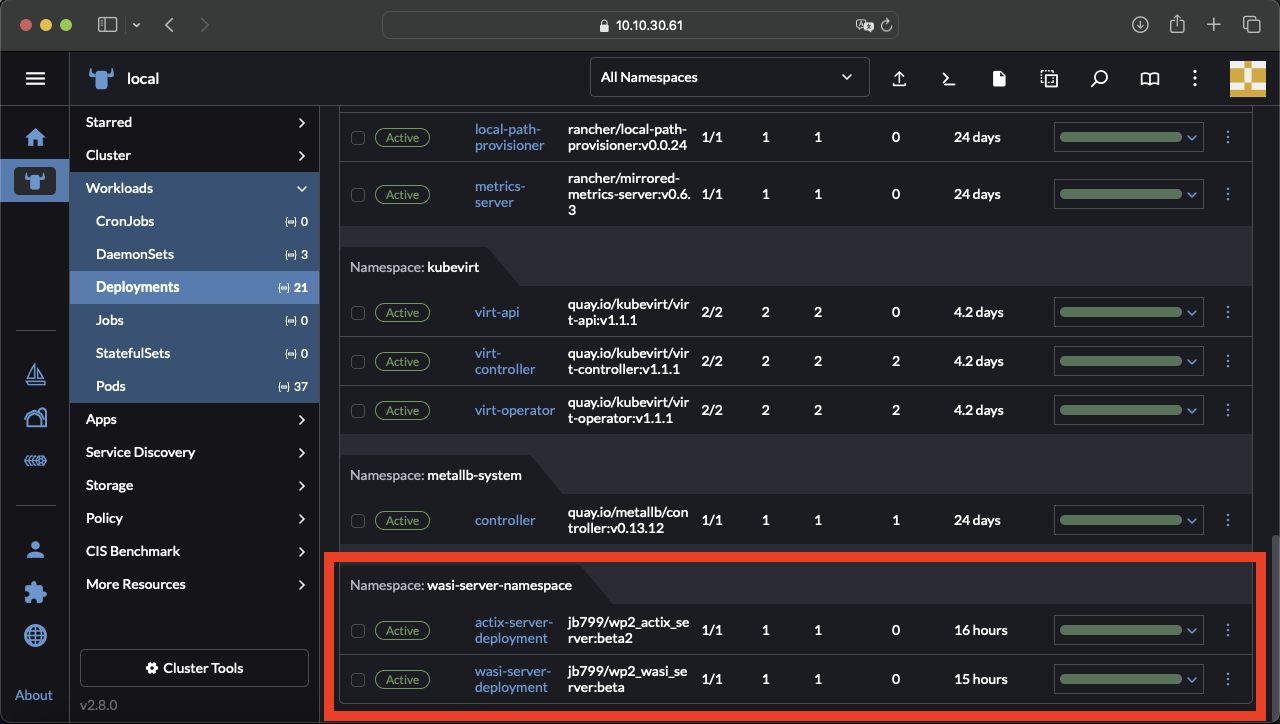 10.10.30.61
local
All Namespaces
Starred
Cluster
Workloads
CronJobs 0
DaemonSets 3
Deployments 21
Jobs 0
StatefulSets 0
Pods 37
Apps
Service Discovery
Storage
Policy
CIS Benchmark
More Resources
Cluster Tools
About
v2.8.0
Active local-path- rancher/local-path- 1/1 1 1 0 24 days
provisioner provisioner:v0.0.24
Active metrics- rancher/mirrored- 1/1 1 1 0 24 days
server metrics-server:v0.6.
3
Namespace: kubevirt
Active virt-api quay.io/kubevirt/vir 2/2 2 2 0 4.2 days
t-api:v1.1.1
Active virt- quay.io/kubevirt/vir 2/2 2 2 2 4.2 days
controller t-controller:v1.1.1
Active virt-operator quay.io/kubevirt/vir 2/2 2 2 2 4.2 days
t-operator:v1.1.1
Namespace: metallb-system
Active controller quay.io/metallb/con 1/1 1 1 1 24 days
troller:v0.13.12
Namespace: wasi-server-namespace
Active actix-server- jb799/wp2_actix_se 1/1 1 1 0 16 hours
deployment rver:beta2
Active wasi-server- jb799/wp2_wasi_se 1/1 1 1 0 15 hours
deployment rver:beta